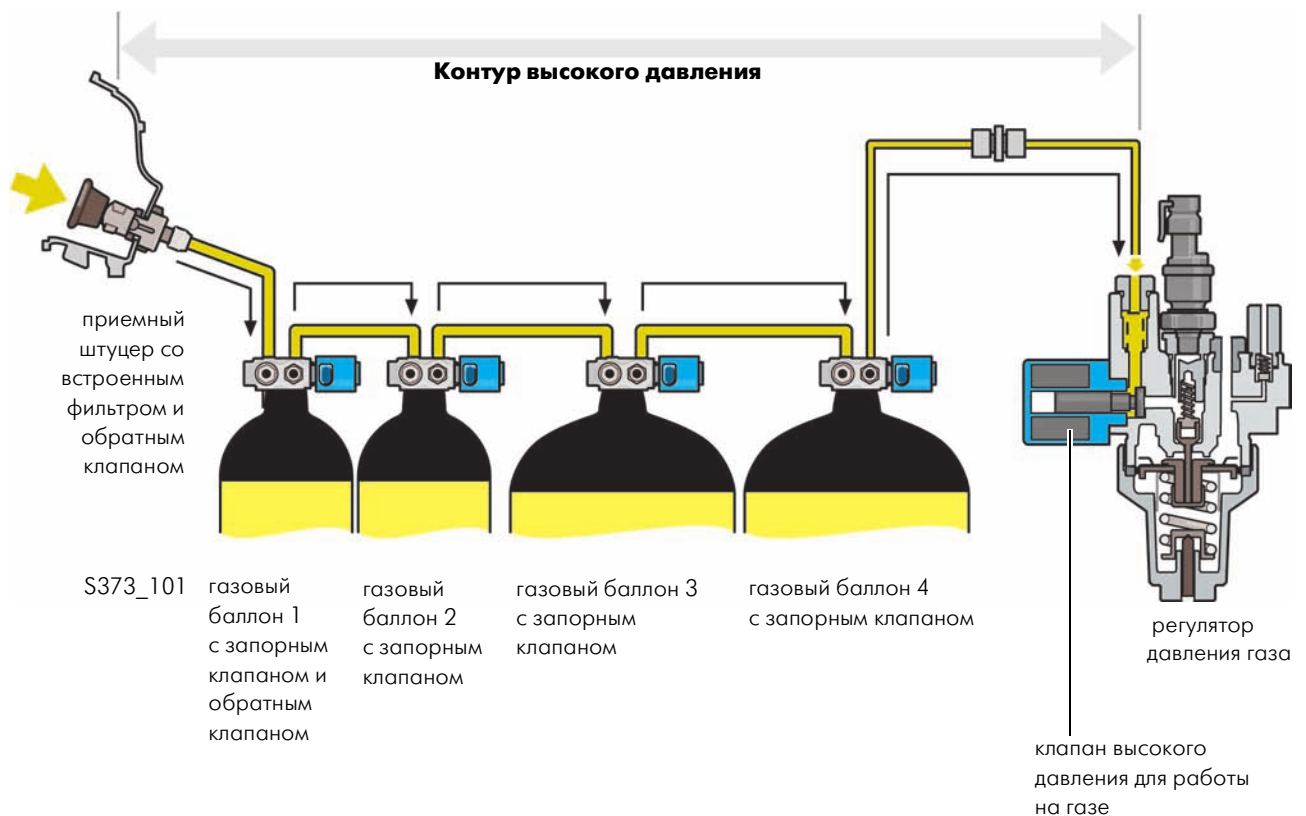 Контур высокого давления
приемный
штуцер со
встроенным
фильтром и
обратным
клапаном
S373_101
газовый
баллон 1
с запорным
клапаном и
обратным
клапаном
газовый
баллон 2
с запорным
клапаном
газовый баллон 3
с запорным
клапаном
газовый баллон 4
с запорным клапаном
регулятор
давления газа
клапан высокого
давления для работы
на газе